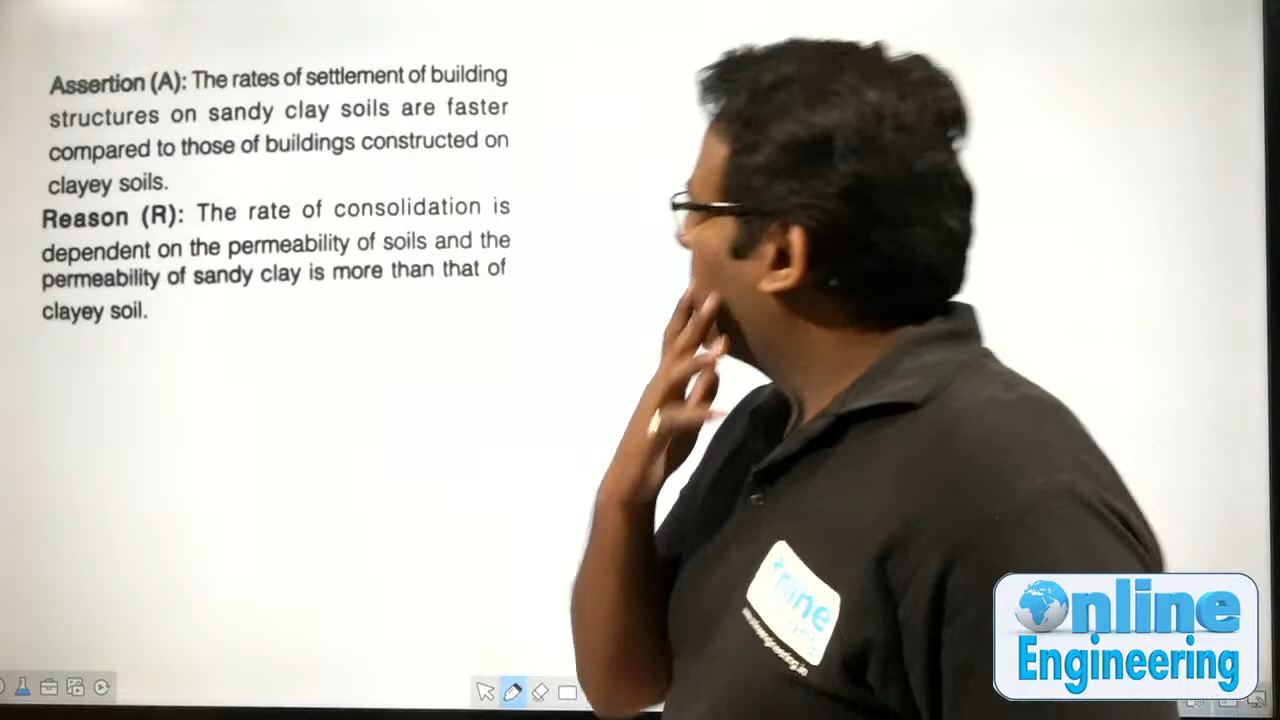 Assertion (A): The rates of settlement of building
structures on sandy clay soils are faster
compared to those of buildings constructed on
clayey soils.
Reason (R): The rate of consolidation is
dependent on the permeability of soils and the
permeability of sandy clay is more than that of
clayey soil.
nline
Online
Engineering